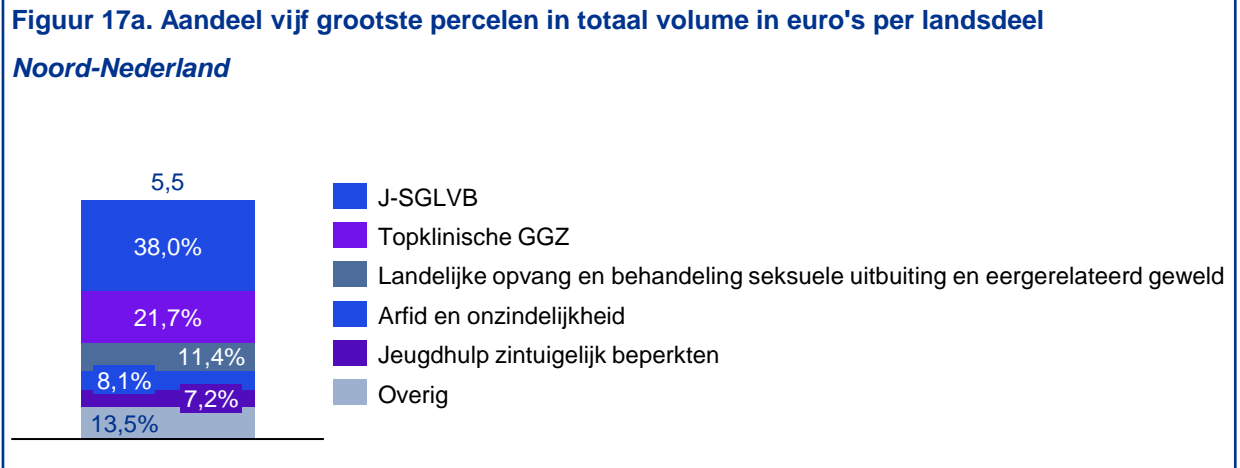 Figuur 17a. Aandeel vijf grootste percelen in totaal volume in euro's per landsdeel
Noord-Nederland
5,5
38,0%
21,7%
11,4%
8,1%
7,2%
13,5%
J-SGLVB
Topklinische GGZ
Landelijke opvang en behandeling seksuele uitbuiting en eergerelateerd geweld
Arfid en onzindelijkheid
Jeugdhulp zintuigelijk beperkten
Overig